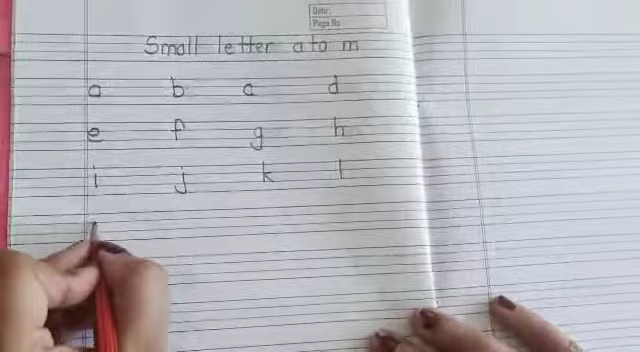 Date:
Page No
Small letter a to m
a b a d
e f g h
i j k l